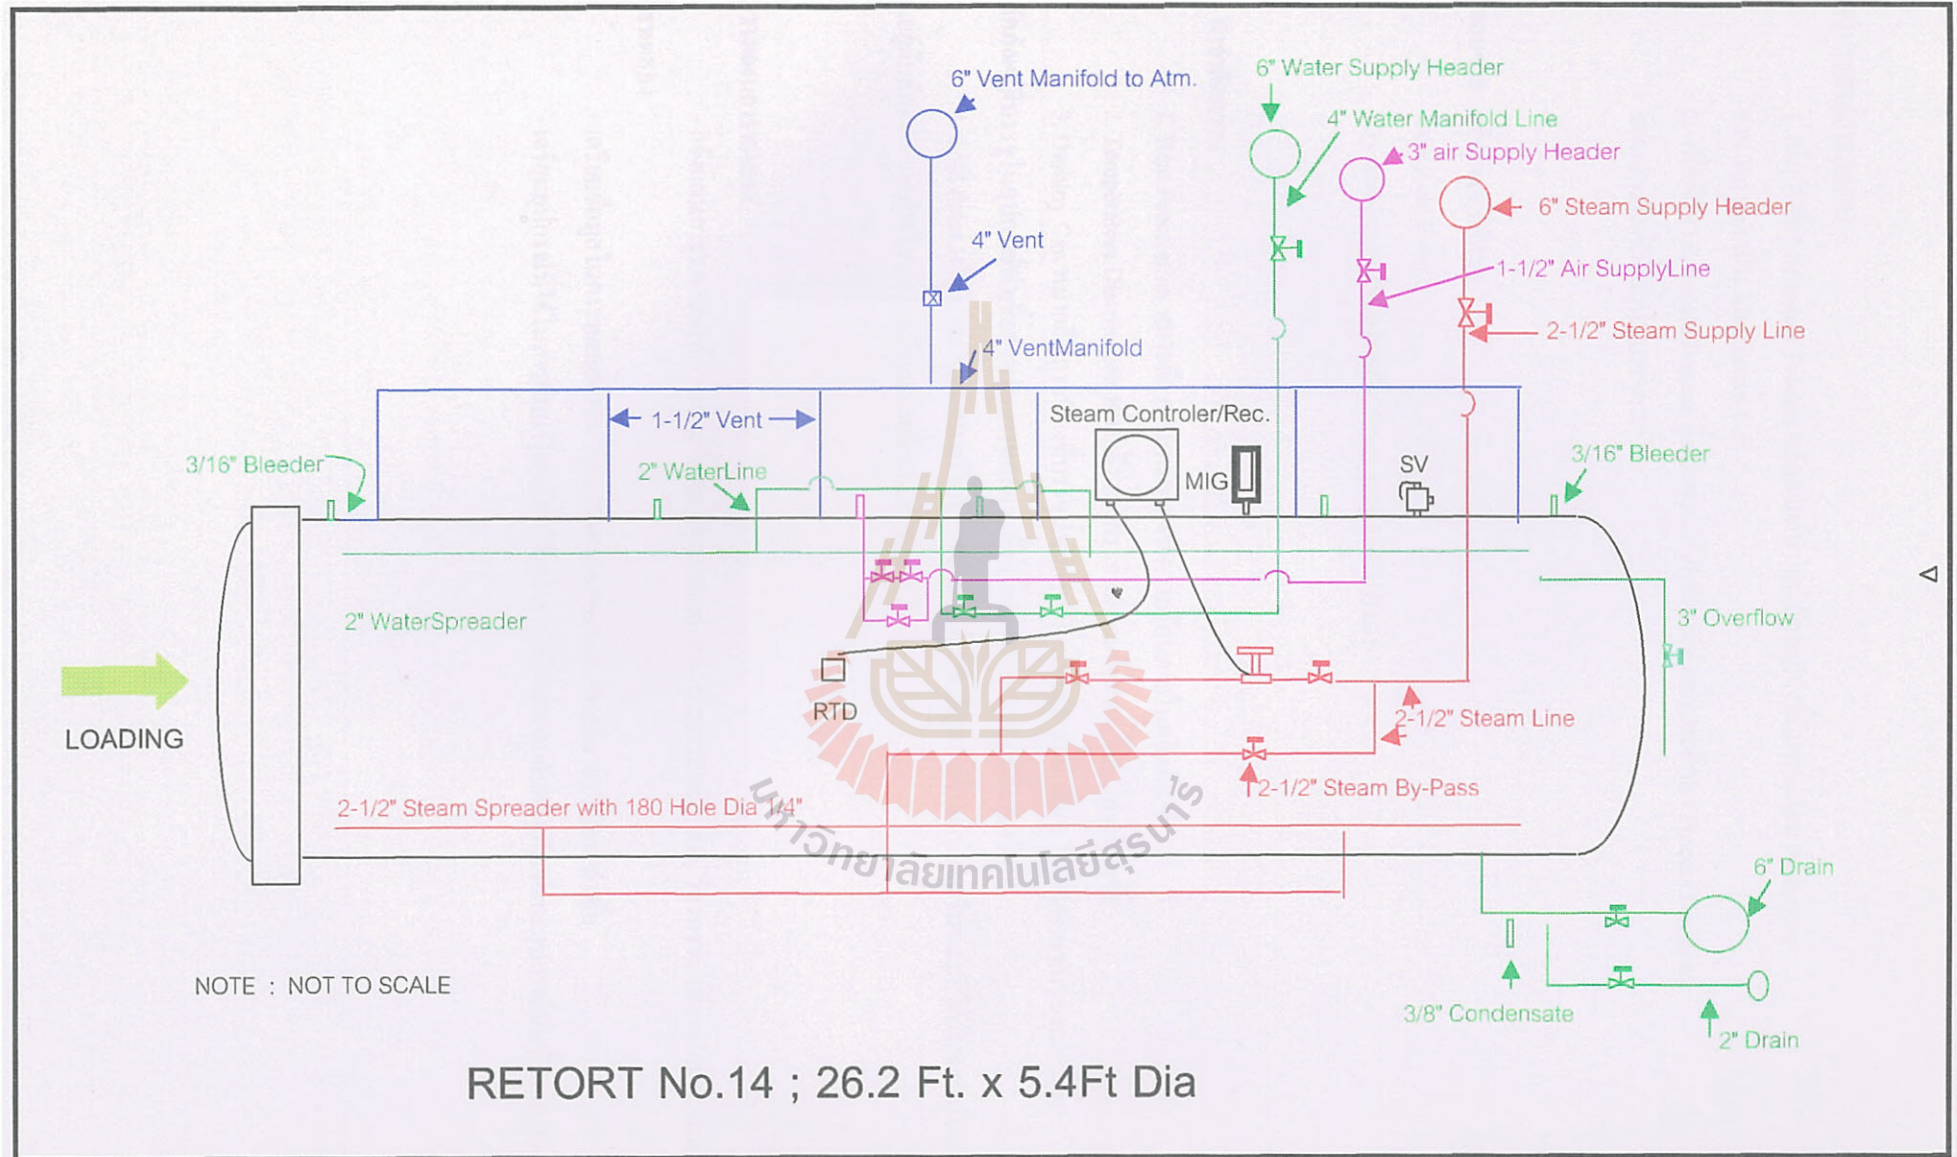 6" Vent Manifold to Atm.
6" Water Supply Header
4" Water Manifold Line
3" air Supply Header
6" Steam Supply Header
4" Vent
1-1/2" Air SupplyLine
2-1/2" Steam Supply Line
4" VentManifold
1-1/2" Vent
Steam Controler/Rec.
3/16" Bleeder
2" WaterLine
MIG
SV
3/16" Bleeder
2" WaterSpreader
3" Overflow
LOADING
RTD
2-1/2" Steam Line
2-1/2" Steam By-Pass
2-1/2" Steam Spreader with 180 Hole Dia 1/4"
มหาวิทยาลัยเทคโนโลยีสุรนารี
6" Drain
NOTE : NOT TO SCALE
3/8" Condensate
2" Drain
RETORT No.14 ; 26.2 Ft. x 5.4Ft Dia